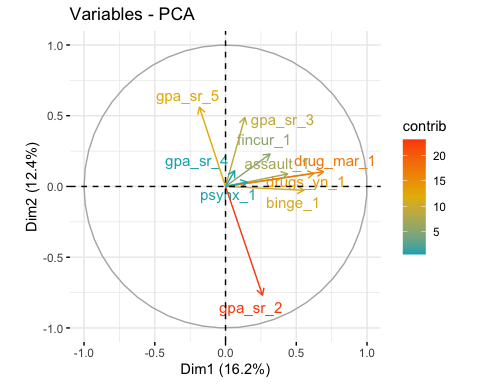 Variables - PCA
1.0
0.5
0.0
-0.5
-1.0
Dim2 (12.4%)
gpa_sr_5
gpa_sr_3
fincur_1
gpa_sr_4
assault_1
drug_mar_1
drugs_yn_1
psynx_1
binge_1
gpa_sr_2
-1.0 -0.5 0.0 0.5 1.0
Dim1 (16.2%)
contrib
20
15
10
5